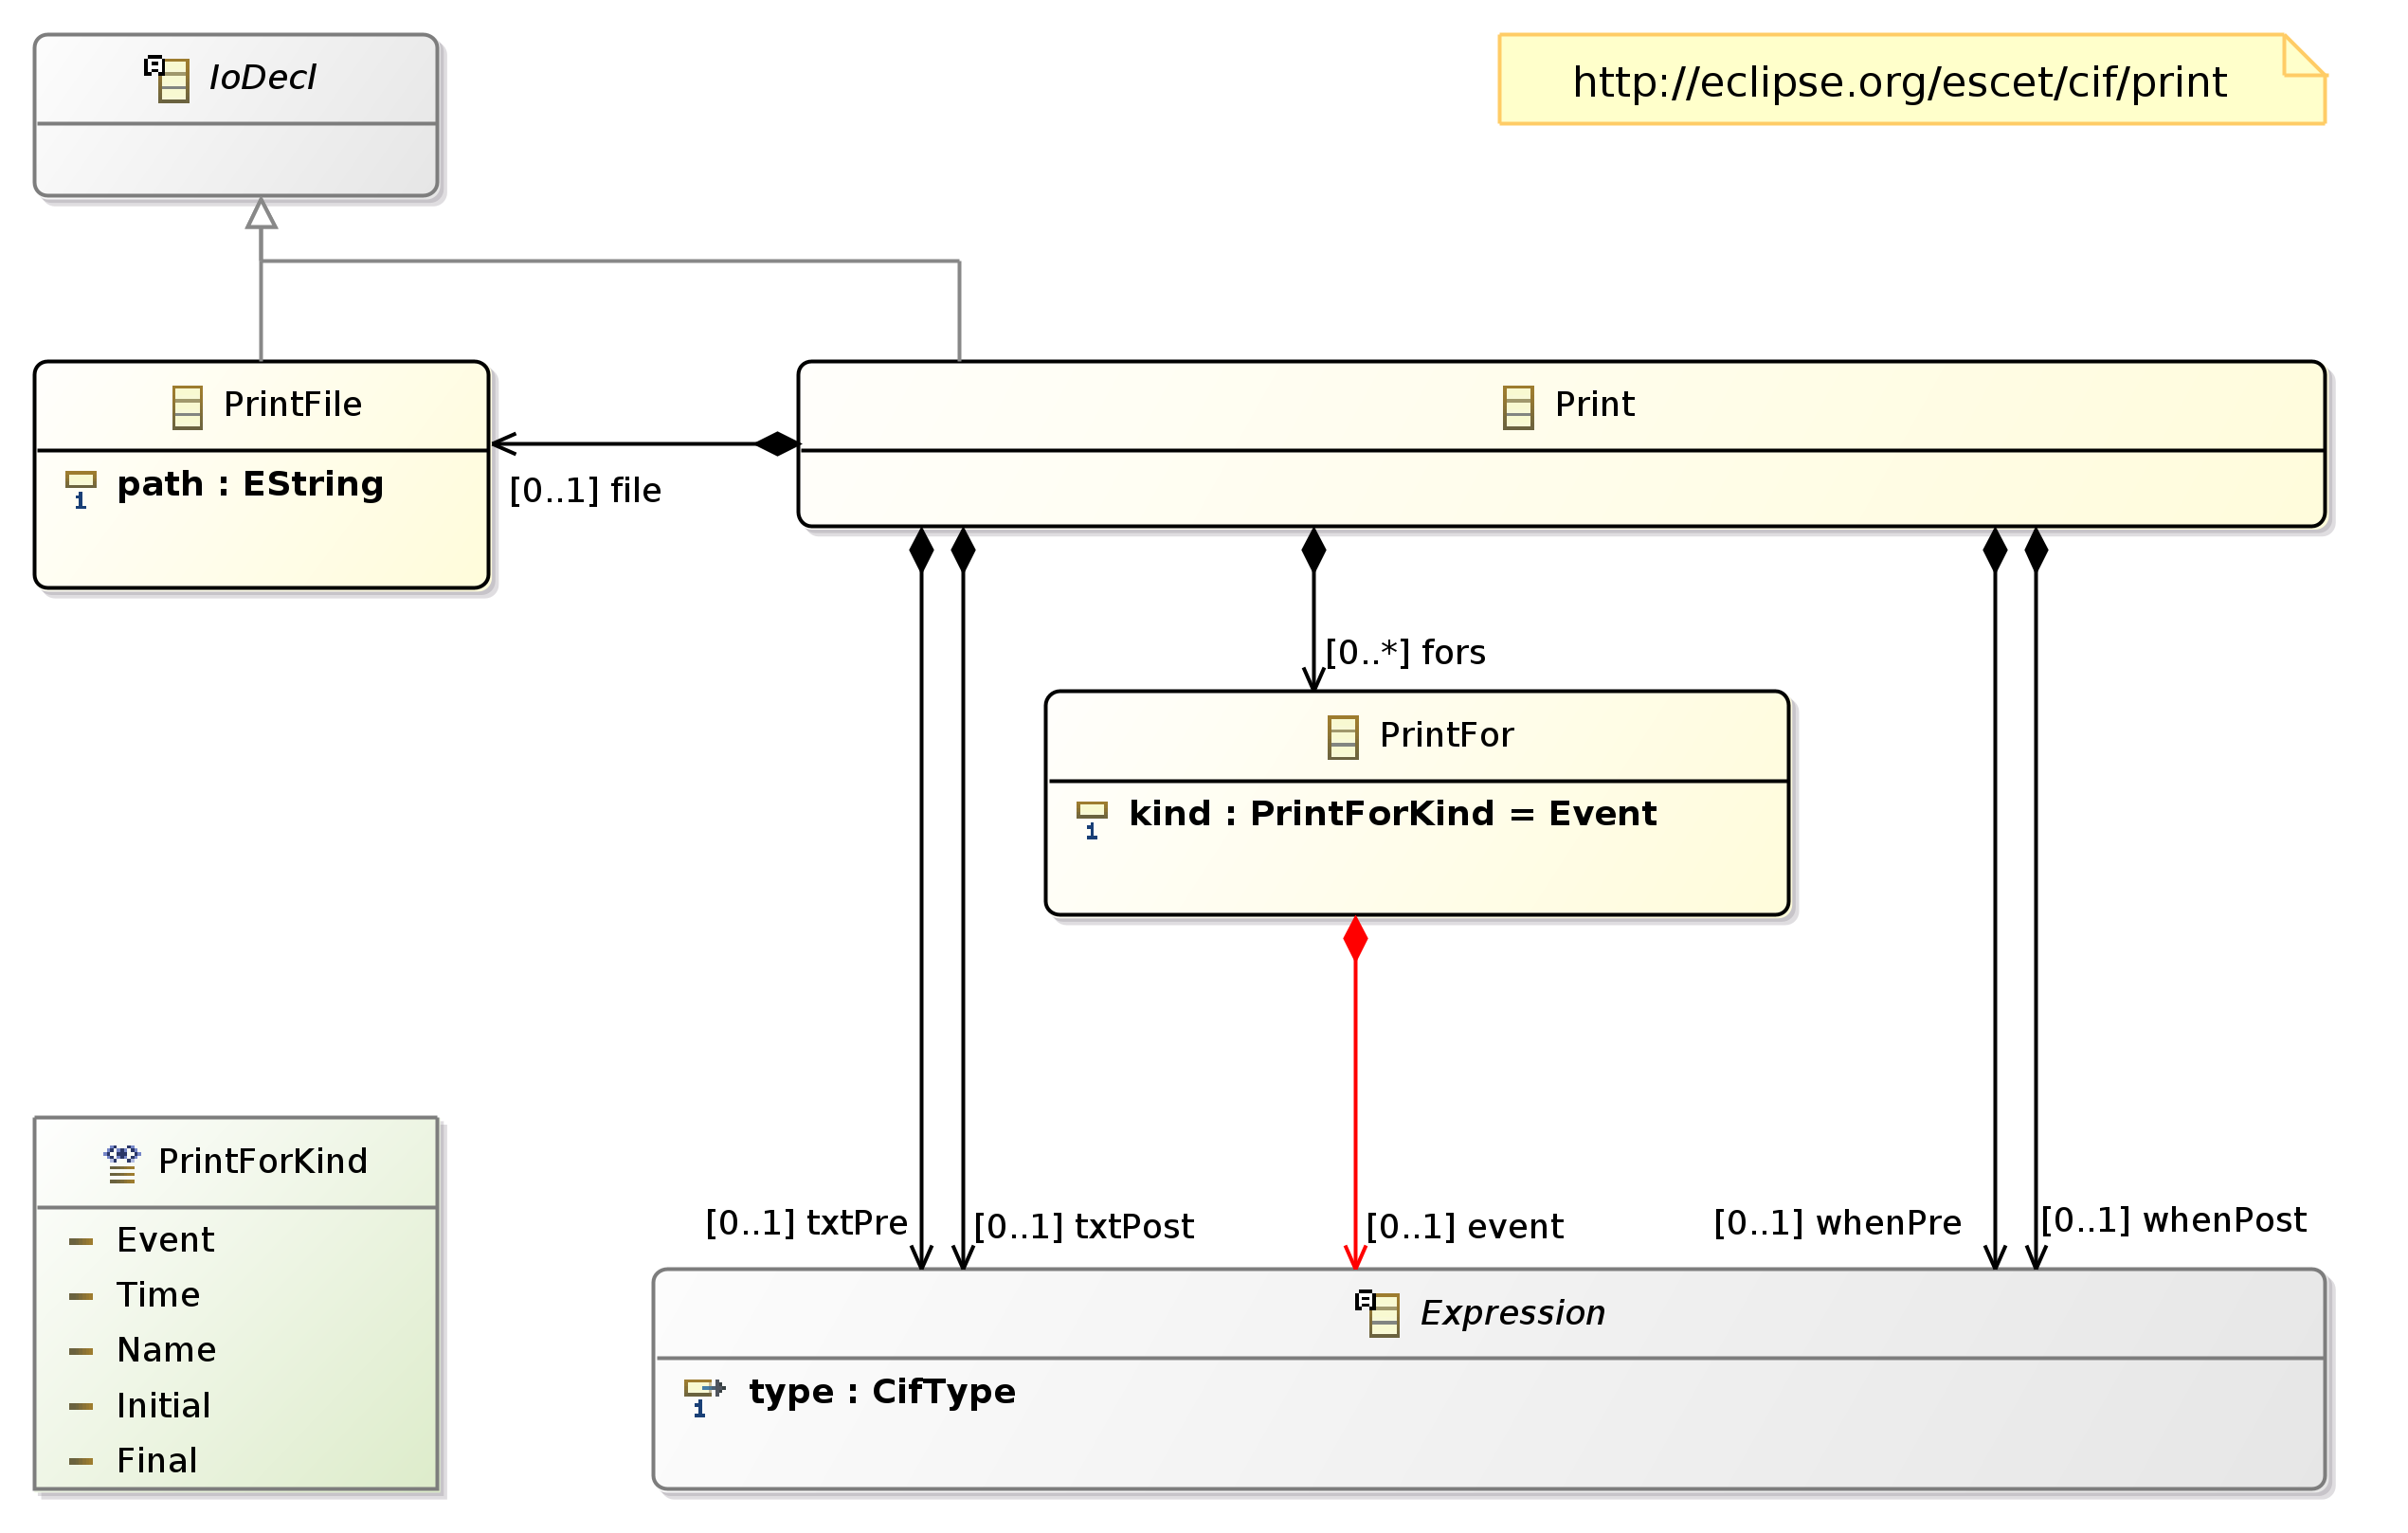 IoDecl
http://eclipse.org/escet/cif/print
PrintFile
path : EString
[0..1] file
Print
[0..*] fors
PrintFor
kind : PrintForKind = Event
PrintForKind
Event
Time
Name
Initial
Final
[0..1] txtPre
[0..1] txtPost
[0..1] event
[0..1] whenPre
[0..1] whenPost
Expression
type : CifType